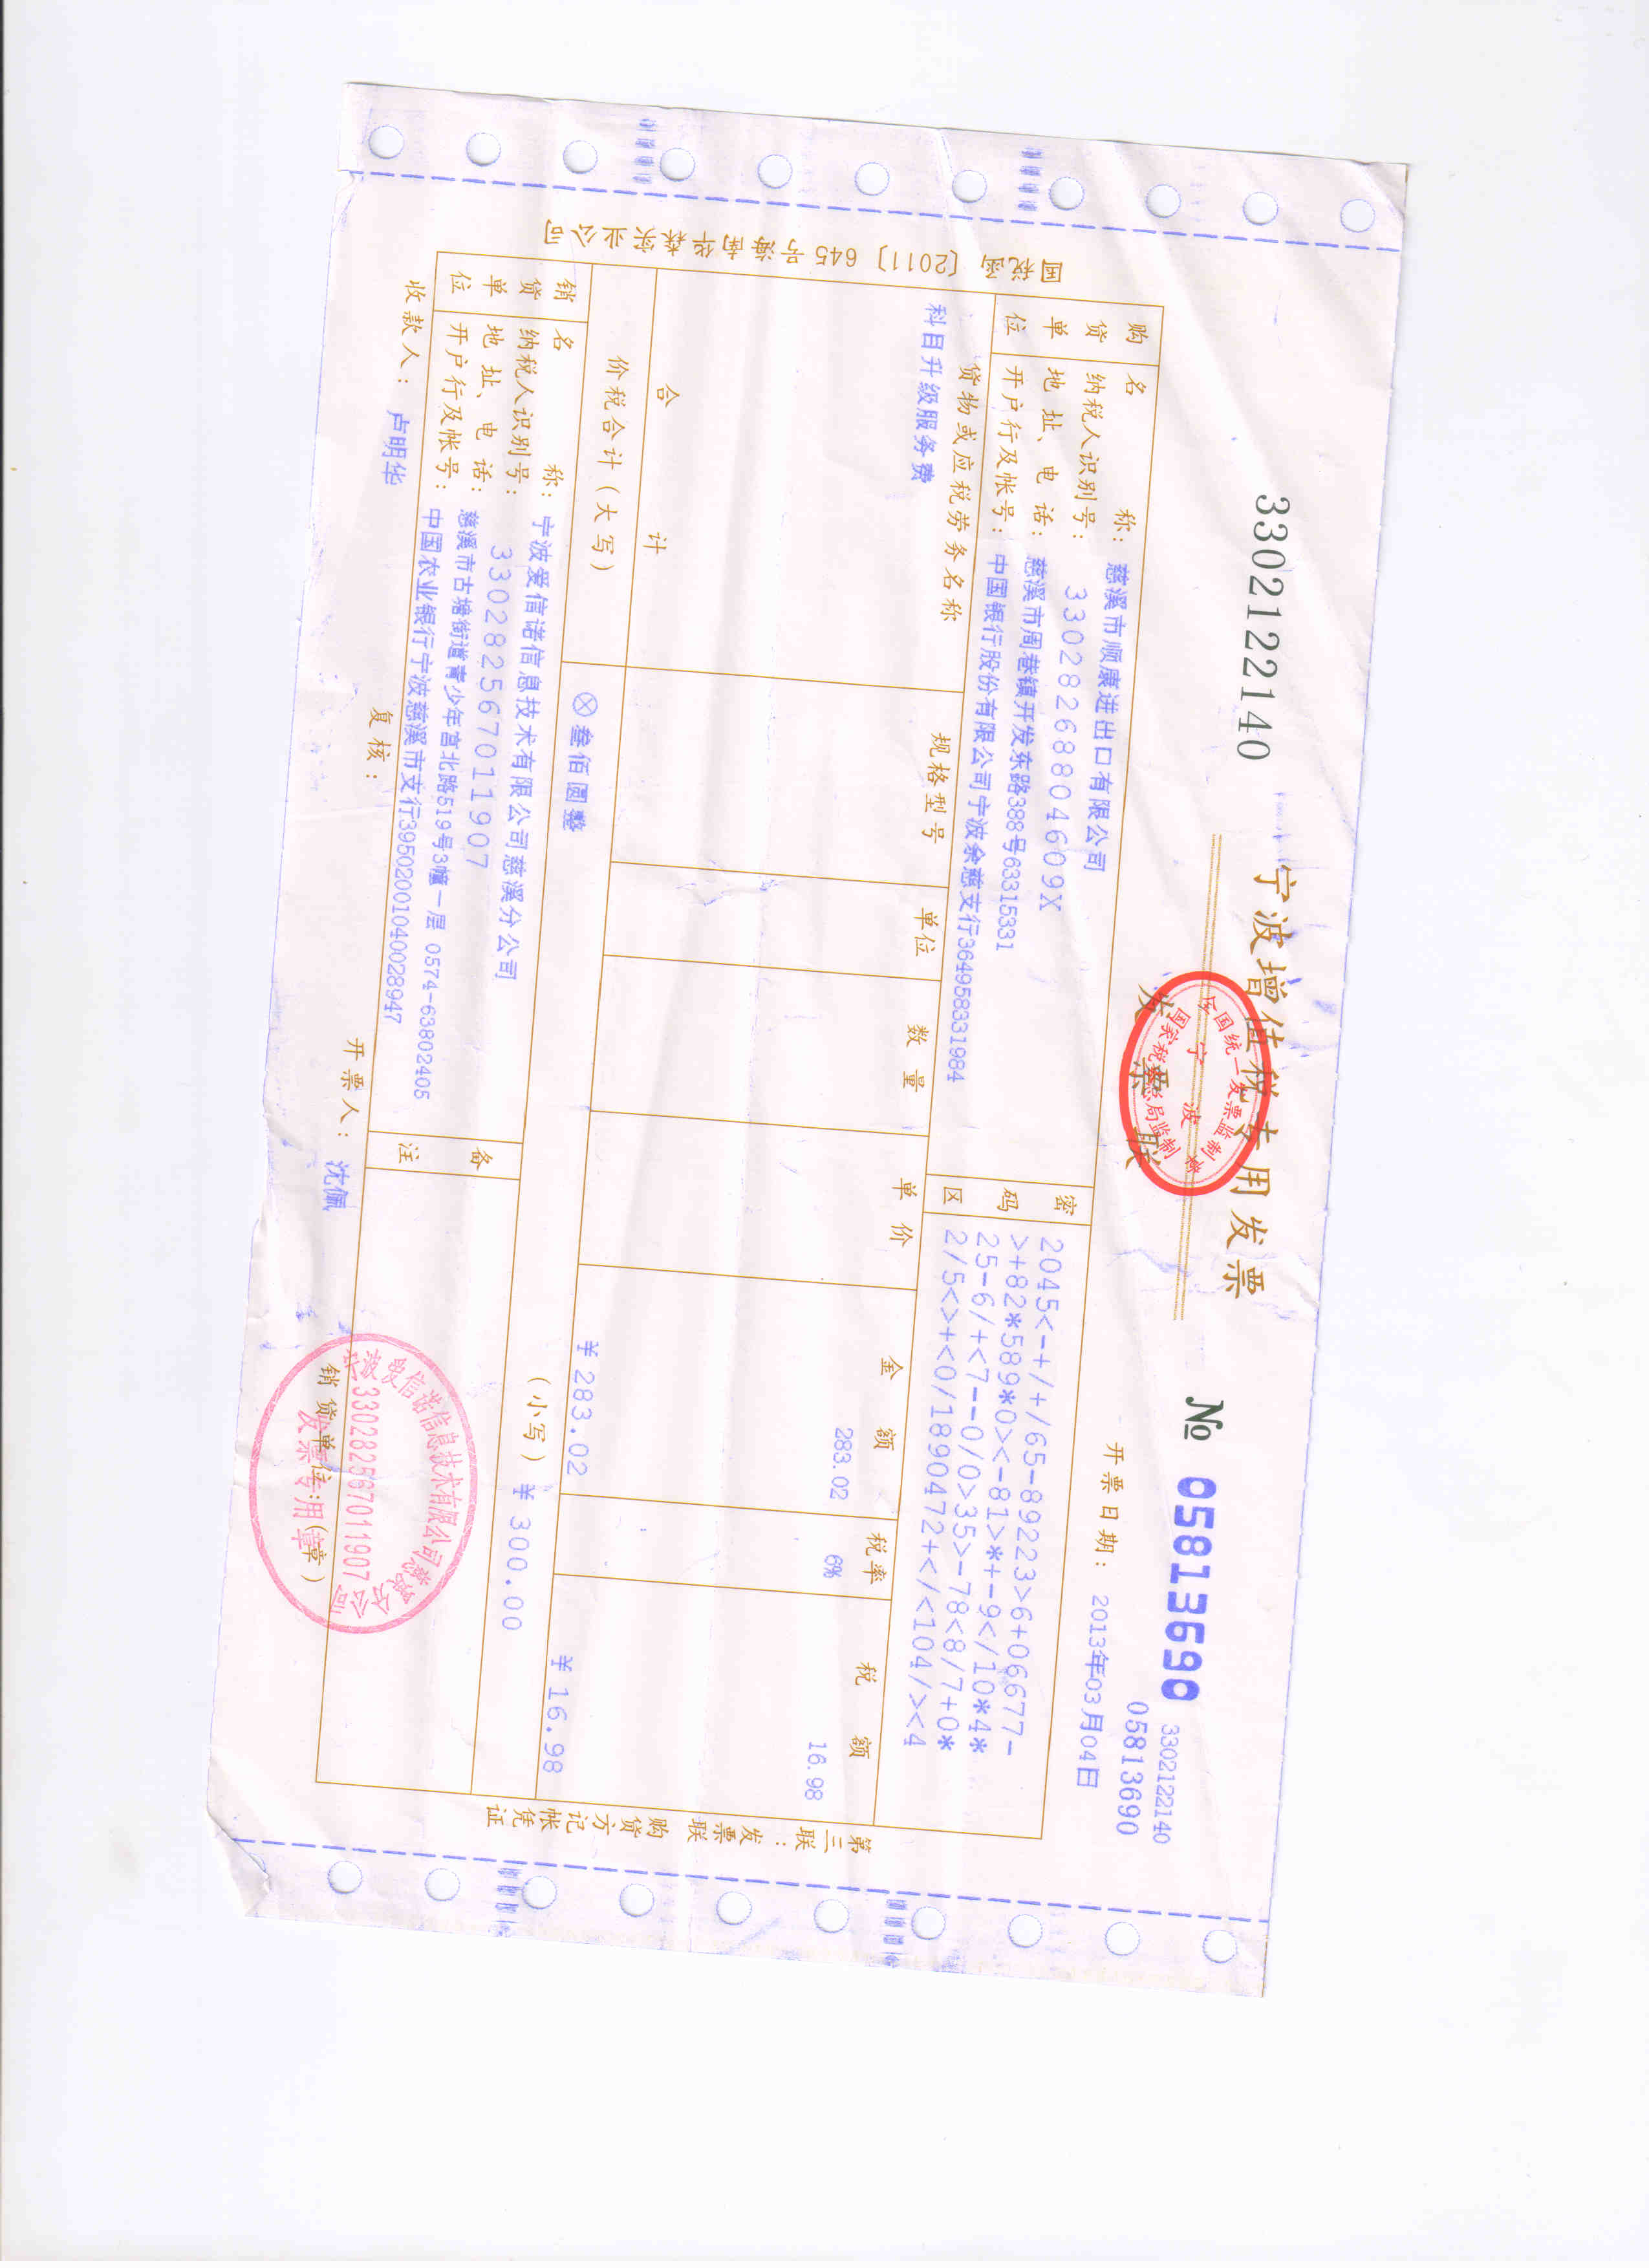 3302122140
宁波增值税专用发票
发票联
全国统一发票监制章
宁波
国家税务总局监制
№ 05813690
3302122140
05813690
开票日期: 2013年03月04日
购货单位
名称: 慈溪市顺康进出口有限公司
纳税人识别号: 33028268804609X
地址、电话: 慈溪市周巷镇开发东路388号63315331
开户行及帐号: 中国银行股份有限公司宁波余慈支行364958331984
密码区
2045<-+/+/65-89223>6+06677-
>+82*589*0><-81>*+-9</10*4*
25-6/+<7--0/0>35>-78<8/7+0*
2/5<>+<0/1890472+</<104/><4
货物或应税劳务名称 规格型号 单位 数量 单价 金额 税率 税额
科目升级服务费 283.02 6% 16.98
合计 ¥283.02 ¥16.98
价税合计(大写) ⊗叁佰圆整 (小写) ¥300.00
销货单位
名称: 宁波爱信诺信息技术有限公司慈溪分公司
纳税人识别号: 330282567011907
地址、电话: 慈溪市古塘街道青少年宫北路519号3幢一层 0574-63802405
开户行及帐号: 中国农业银行宁波慈溪市支行39502001040028947
备注
收款人: 卢明华 复核: 开票人: 沈佩 销货单位:(章)
宁波爱信诺信息技术有限公司慈溪分公司
330282567011907
发票专用章
国税函〔2011〕645号海南华森实业公司
第三联:发票联 购货方记帐凭证